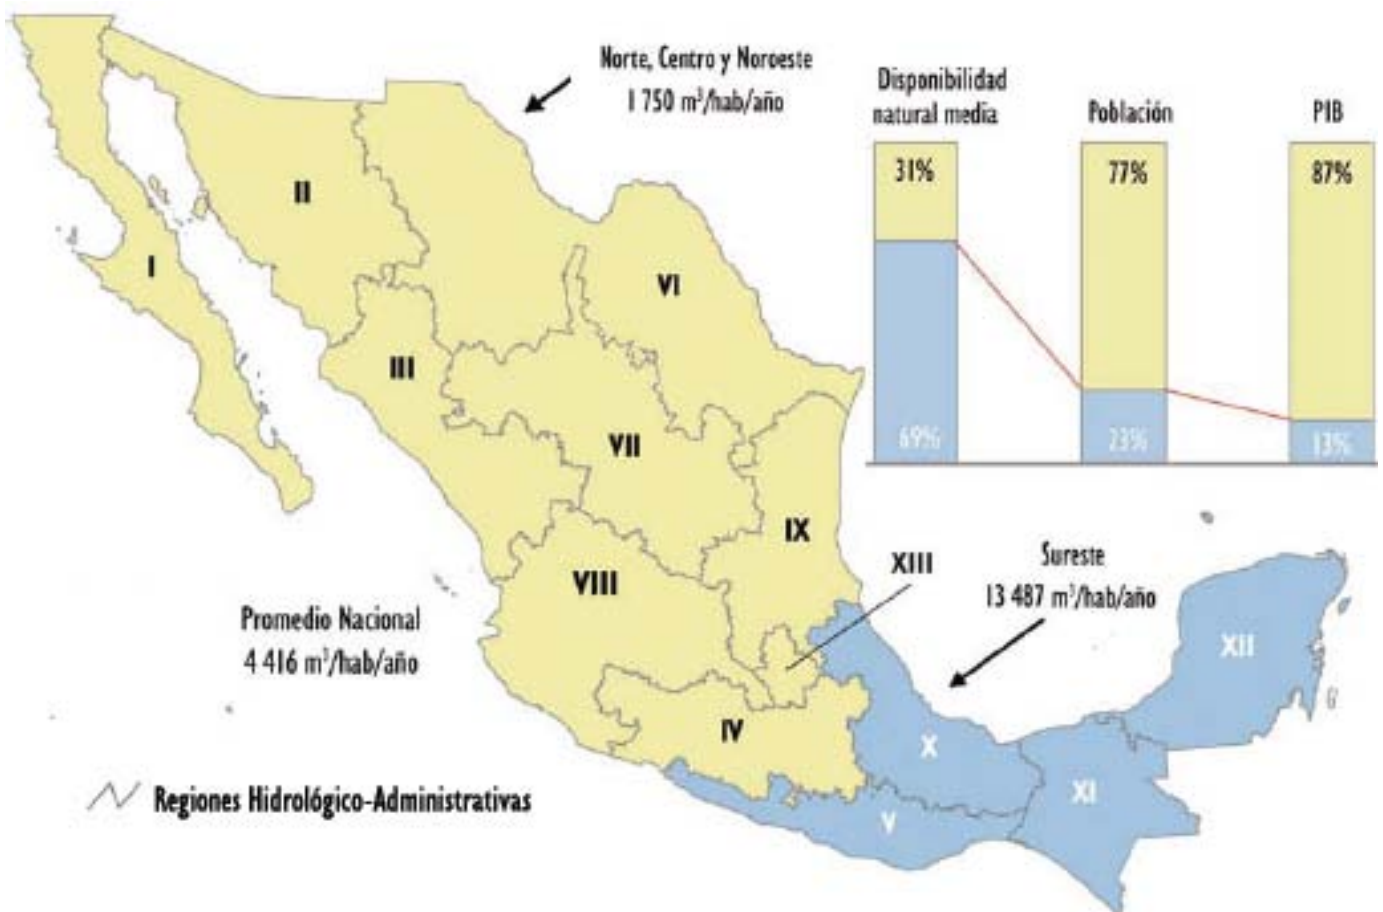 Norte, Centro y Noroeste
1 750 m³/hab/año
Disponibilidad
natural media
Población
PIB
31%
77%
87%
69%
23%
13%
I
II
III
VI
VII
IX
VIII
XIII
Sureste
13 487 m³/hab/año
Promedio Nacional
4 416 m³/hab/año
XII
IV
X
XI
V
Regiones Hidrológico-Administrativas